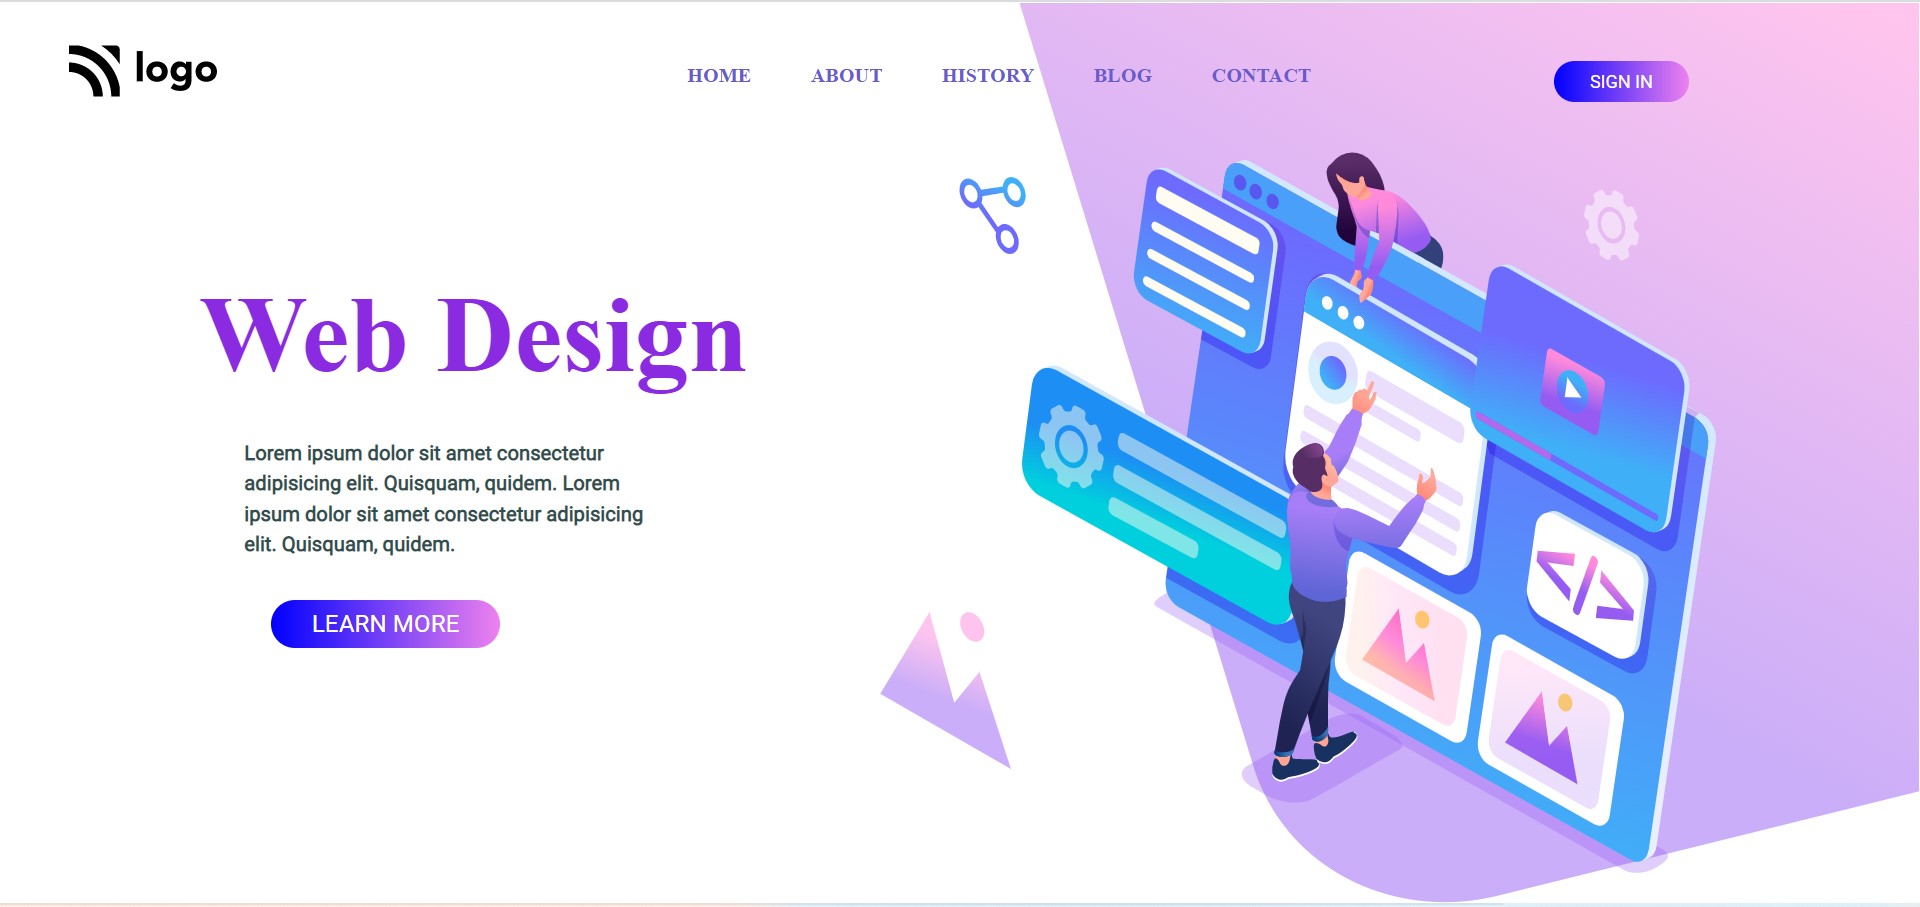 logo
HOME ABOUT HISTORY BLOG CONTACT
SIGN IN
Web Design
Lorem ipsum dolor sit amet consectetur
adipisicing elit. Quisquam, quidem. Lorem
ipsum dolor sit amet consectetur adipisicing
elit. Quisquam, quidem.
LEARN MORE